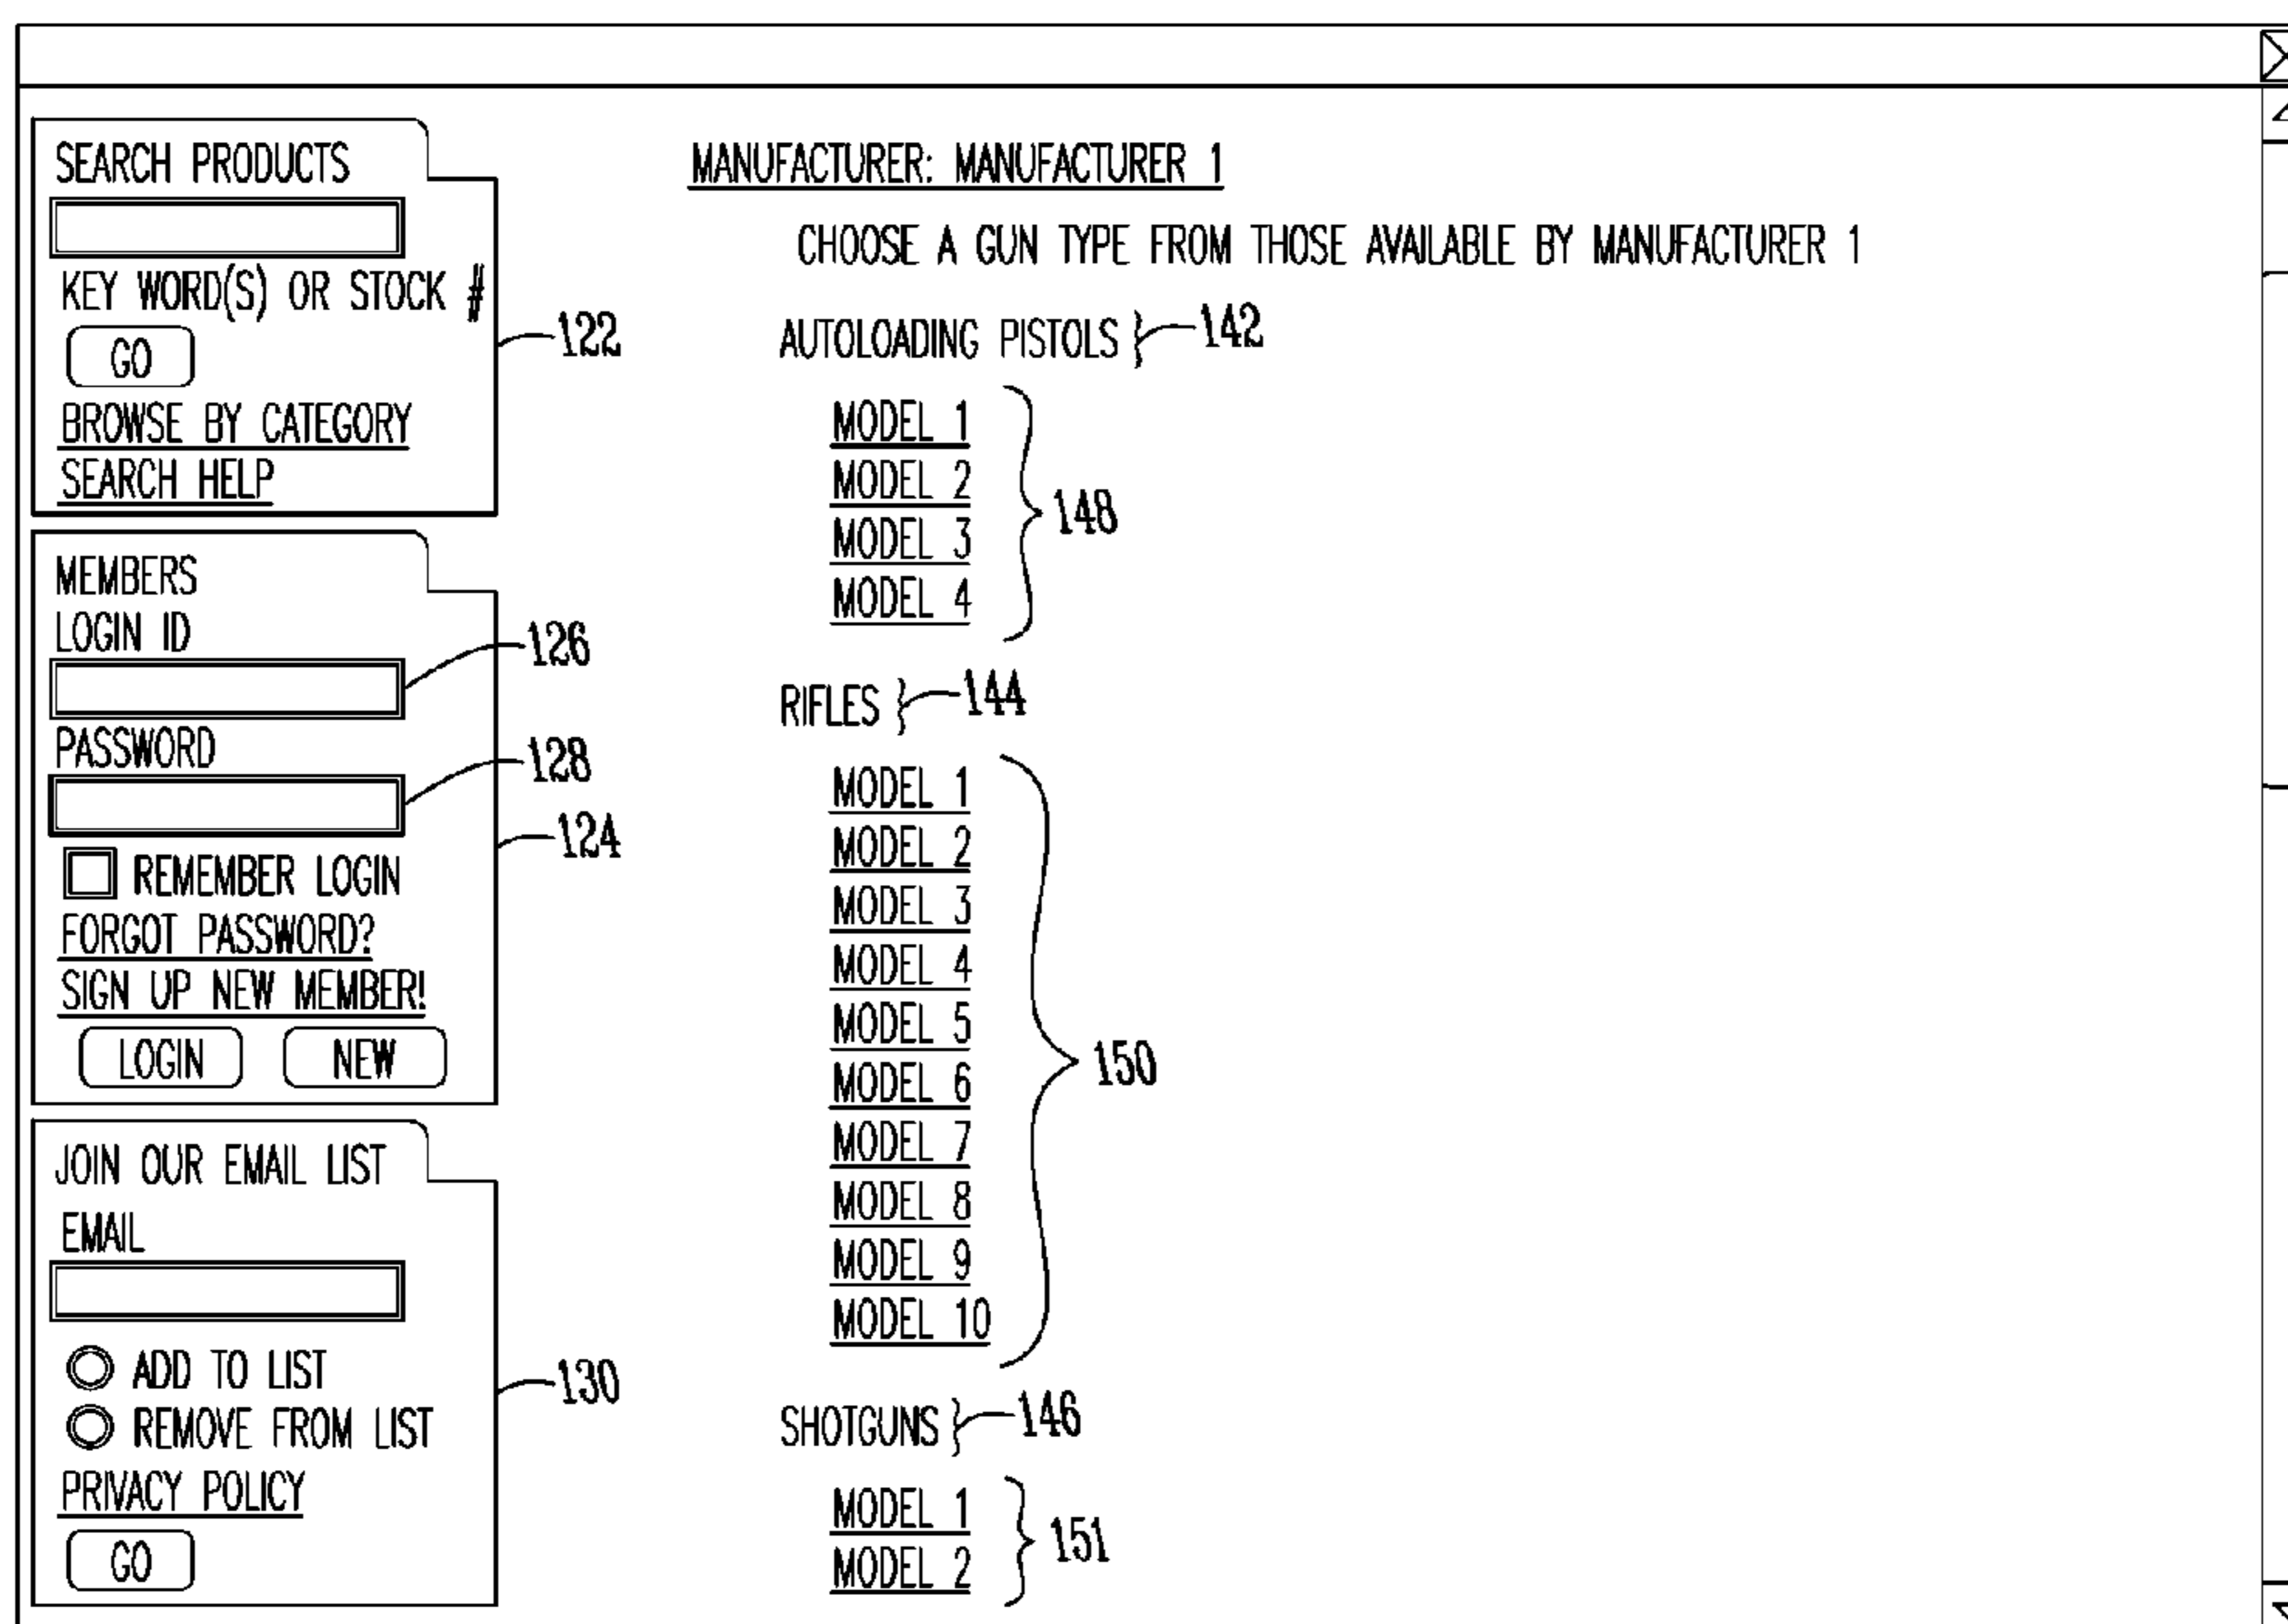 SEARCH PRODUCTS
KEY WORD(S) OR STOCK #
GO
122
BROWSE BY CATEGORY
SEARCH HELP
MEMBERS
LOGIN ID
126
PASSWORD
128
124
REMEMBER LOGIN
FORGOT PASSWORD?
SIGN UP NEW MEMBER!
LOGIN NEW
JOIN OUR EMAIL LIST
EMAIL
ADD TO LIST
130
REMOVE FROM LIST
PRIVACY POLICY
GO
MANUFACTURER: MANUFACTURER 1
CHOOSE A GUN TYPE FROM THOSE AVAILABLE BY MANUFACTURER 1
AUTOLOADING PISTOLS 142
MODEL 1
MODEL 2
MODEL 3
MODEL 4
148
RIFLES 144
MODEL 1
MODEL 2
MODEL 3
MODEL 4
MODEL 5
MODEL 6
MODEL 7
MODEL 8
MODEL 9
MODEL 10
150
SHOTGUNS 146
MODEL 1
MODEL 2
151